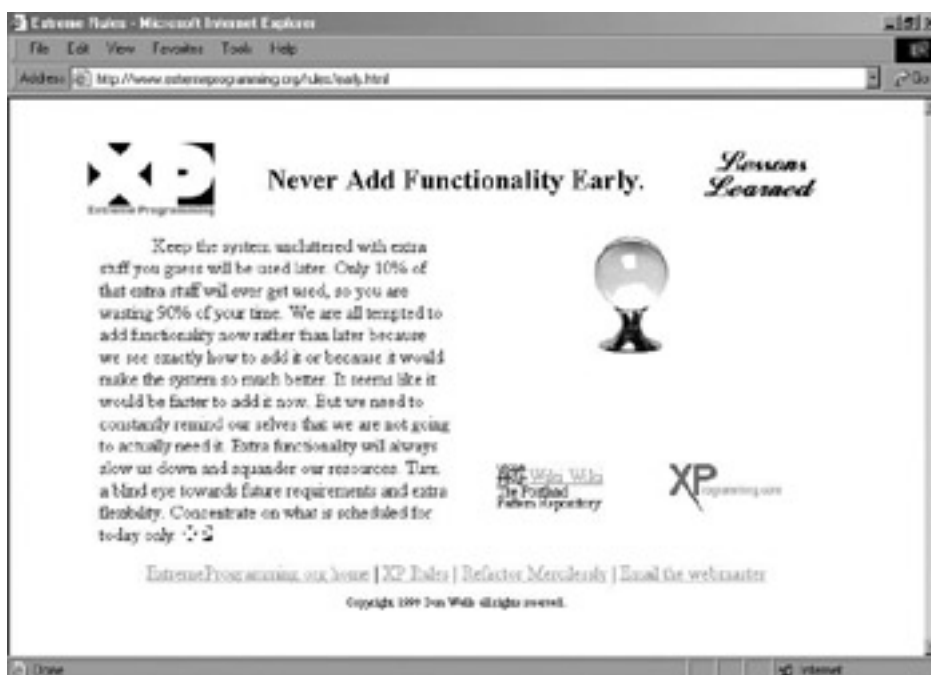 Extreme Rules - Microsoft Internet Explorer
File Edit View Favorites Tools Help
Address http://www.extremeprogramming.org/rules/early.html Go
XP
Extreme Programming
Never Add Functionality Early.
Lessons
Learned
Keep the system uncluttered with extra
stuff you guess will be used later. Only 10% of
that extra stuff will ever get used, so you are
wasting 90% of your time. We are all tempted to
add functionality now rather than later because
we see exactly how to add it or because it would
make the system so much better. It seems like it
would be faster to add it now. But we need to
constantly remind our selves that we are not going
to actually need it. Extra functionality will always
slow us down and squander our resources. Turn
a blind eye towards future requirements and extra
flexibility. Concentrate on what is scheduled for
today only.
Wiki Wiki
The Portland
Pattern Repository
XProgramming.com
ExtremeProgramming.org home | XP Rules | Refactor Mercilessly | Email the webmaster
Copyright 1999 Don Wells all rights reserved.
Done
Internet